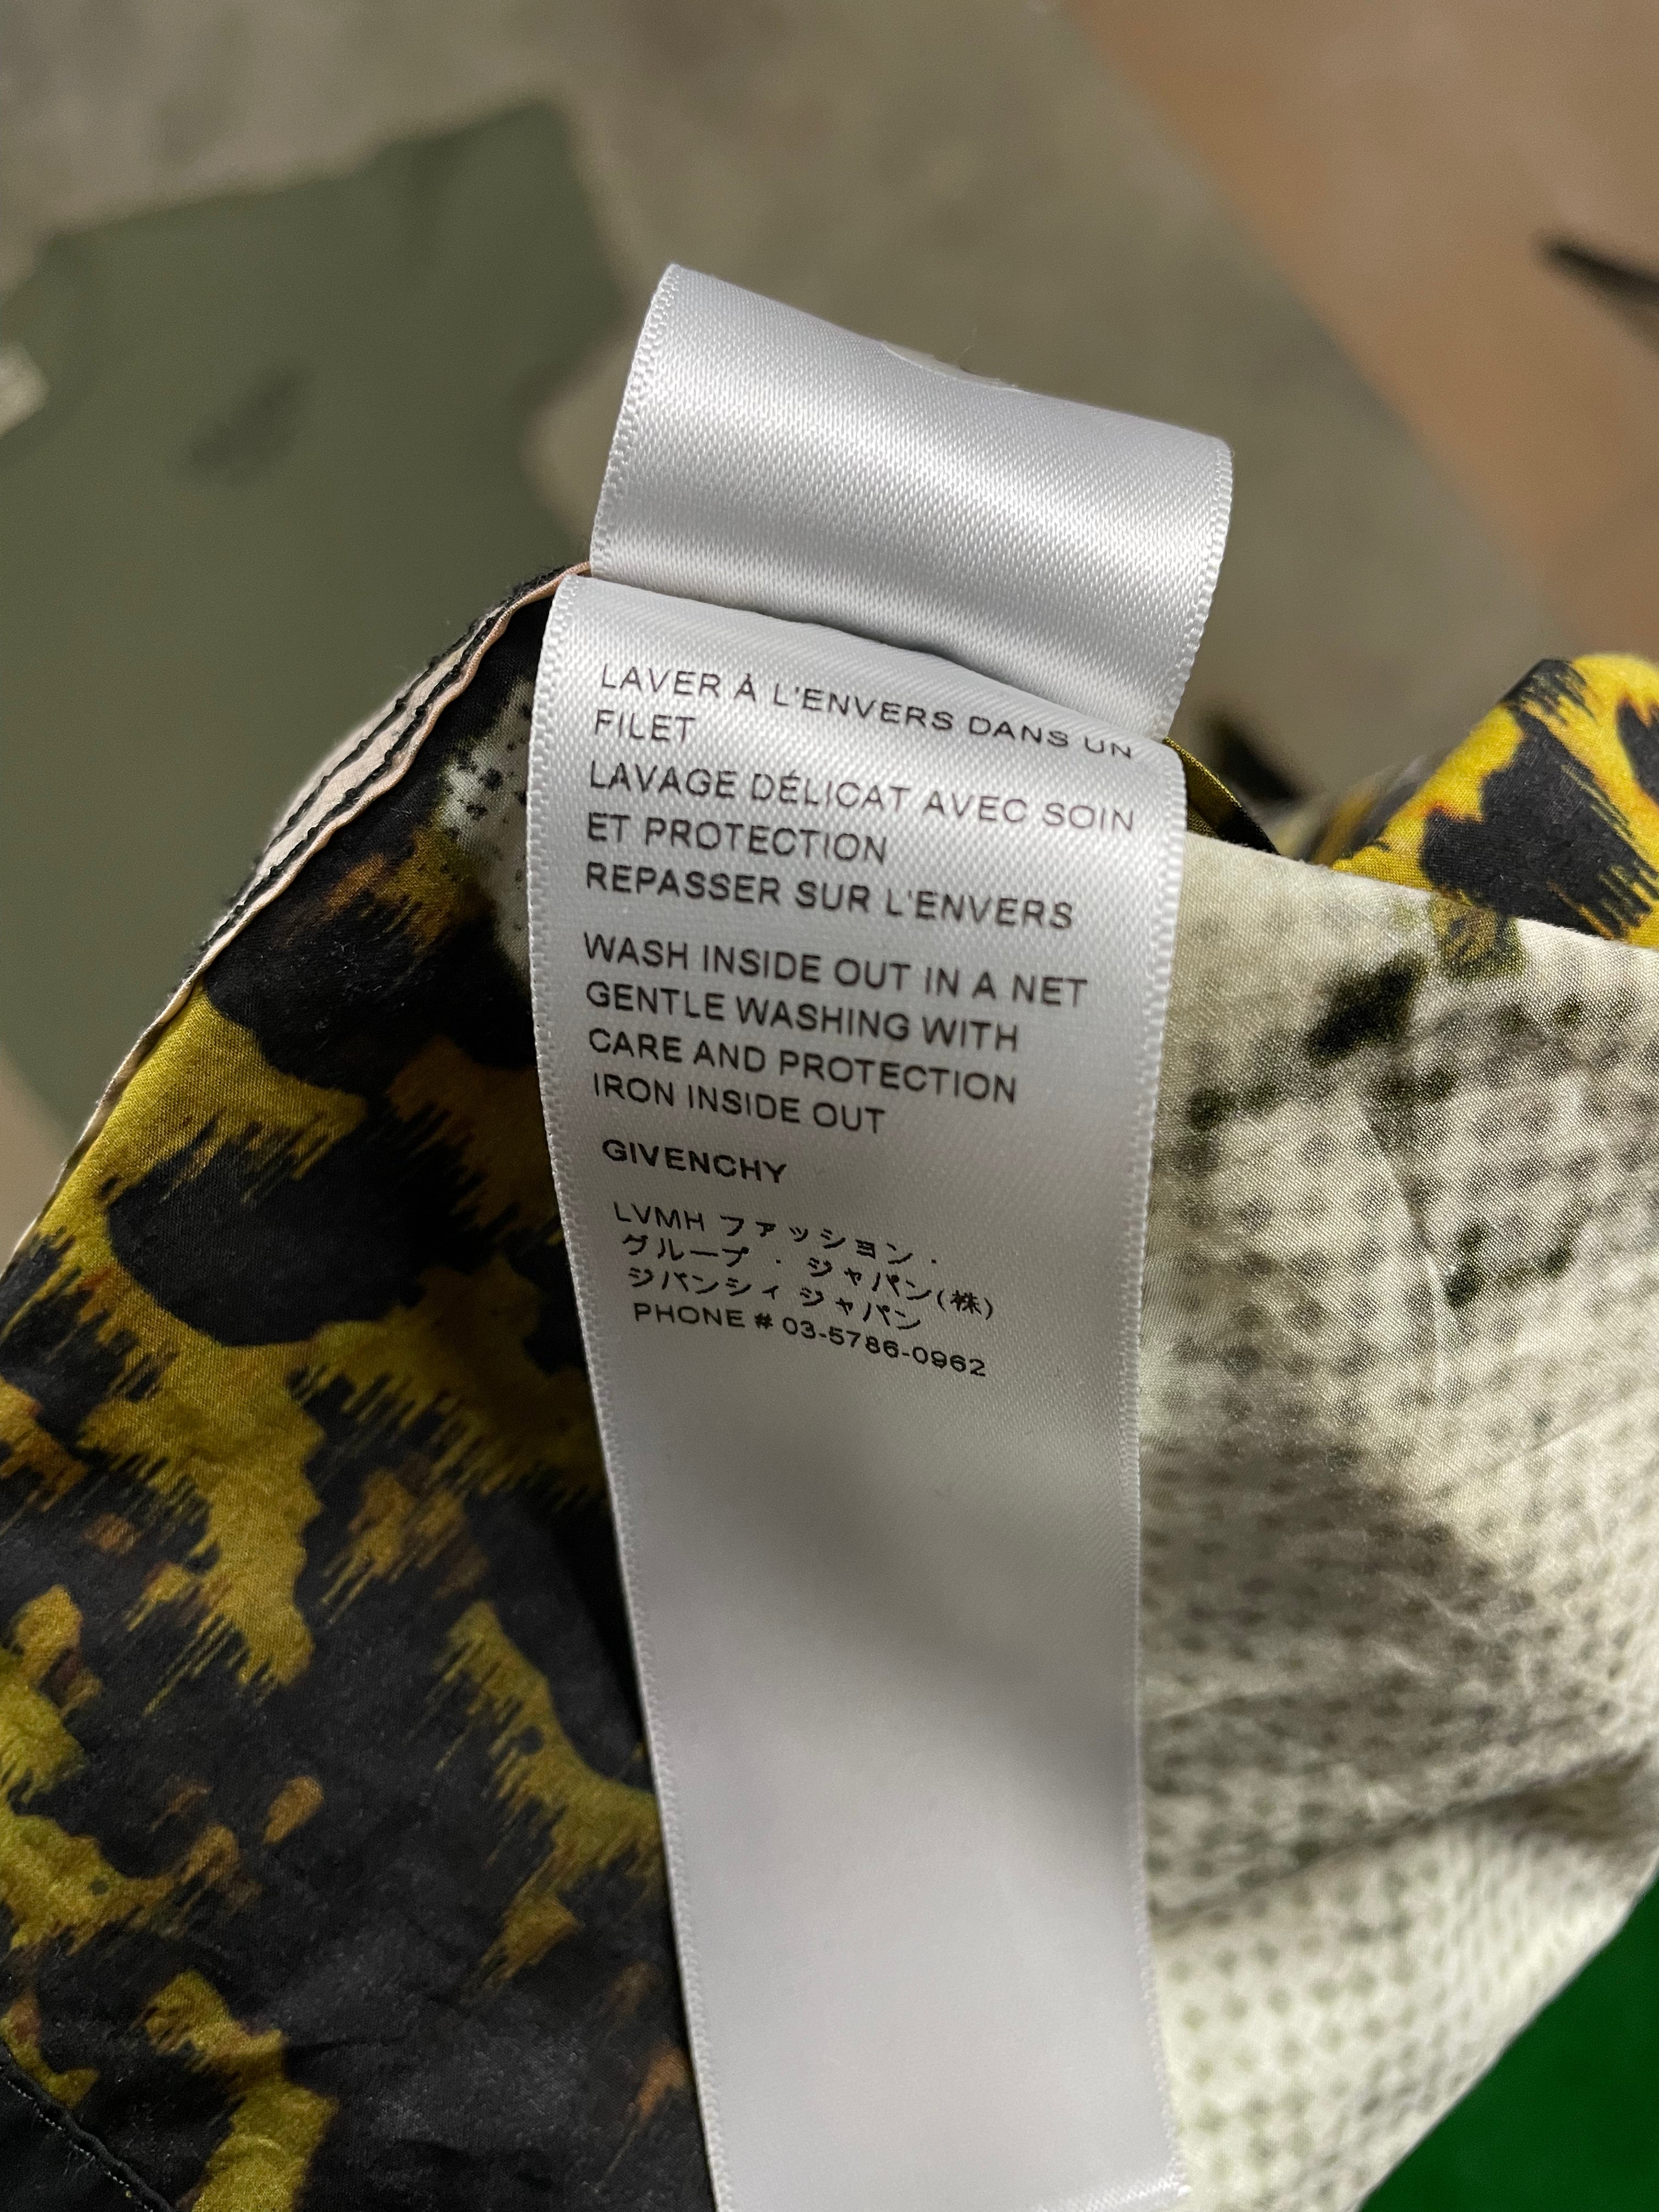 LAVER À L'ENVERS DANS UN
FILET
LAVAGE DÉLICAT AVEC SOIN
ET PROTECTION
REPASSER SUR L'ENVERS
WASH INSIDE OUT IN A NET
GENTLE WASHING WITH
CARE AND PROTECTION
IRON INSIDE OUT
GIVENCHY
LVMH ファッション ·
グループ · ジャパン(株)
ジバンシィ ジャパン
PHONE # 03-5786-0962